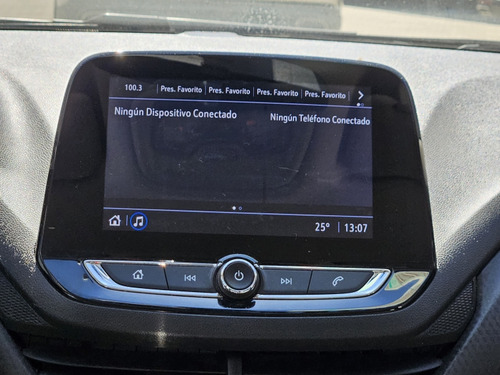 100.3 Pres. Favorito Pres. Favorito Pres. Favorito Pres. Favorito
Ningún Dispositivo Conectado Ningún Teléfono Conectado
25° 13:07